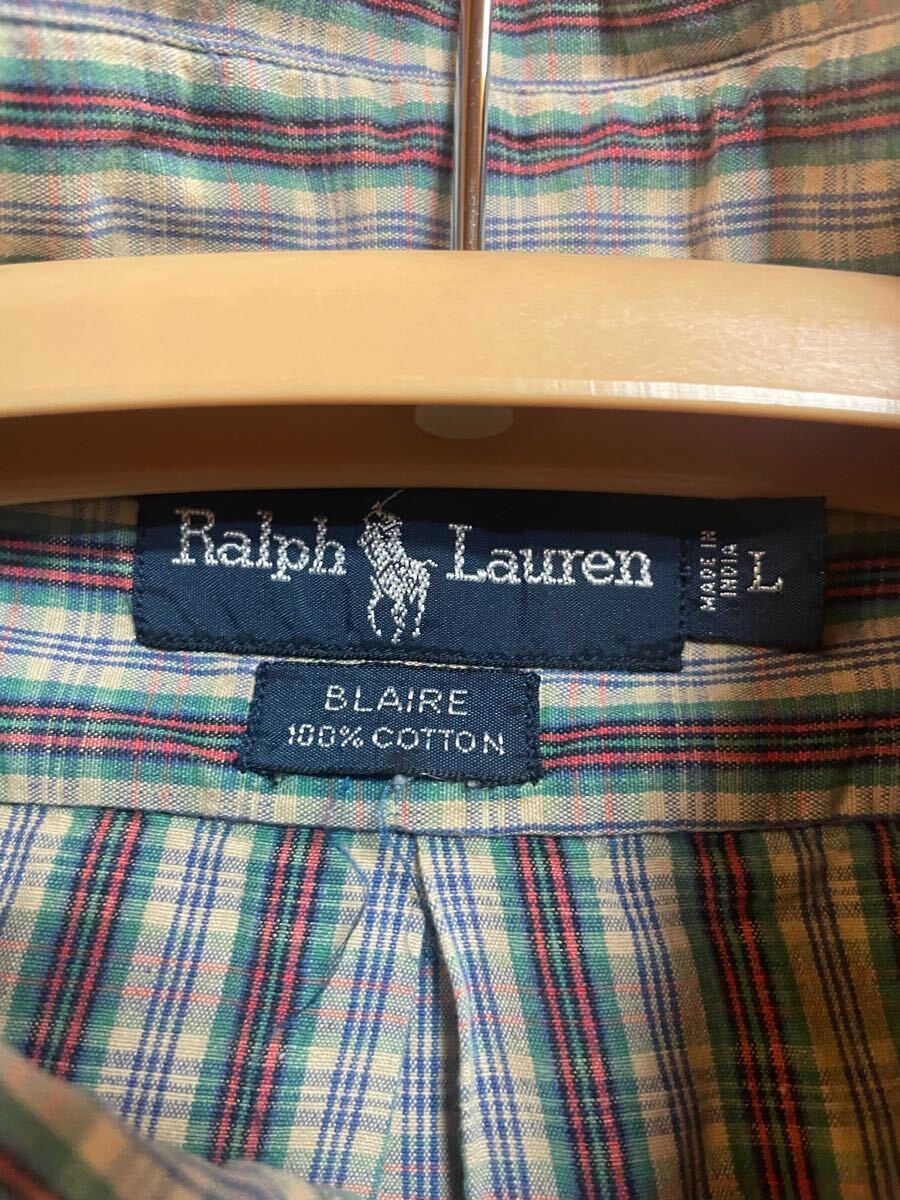 Ralph Lauren
MADE IN
INDIA
L
BLAIRE
100% COTTON